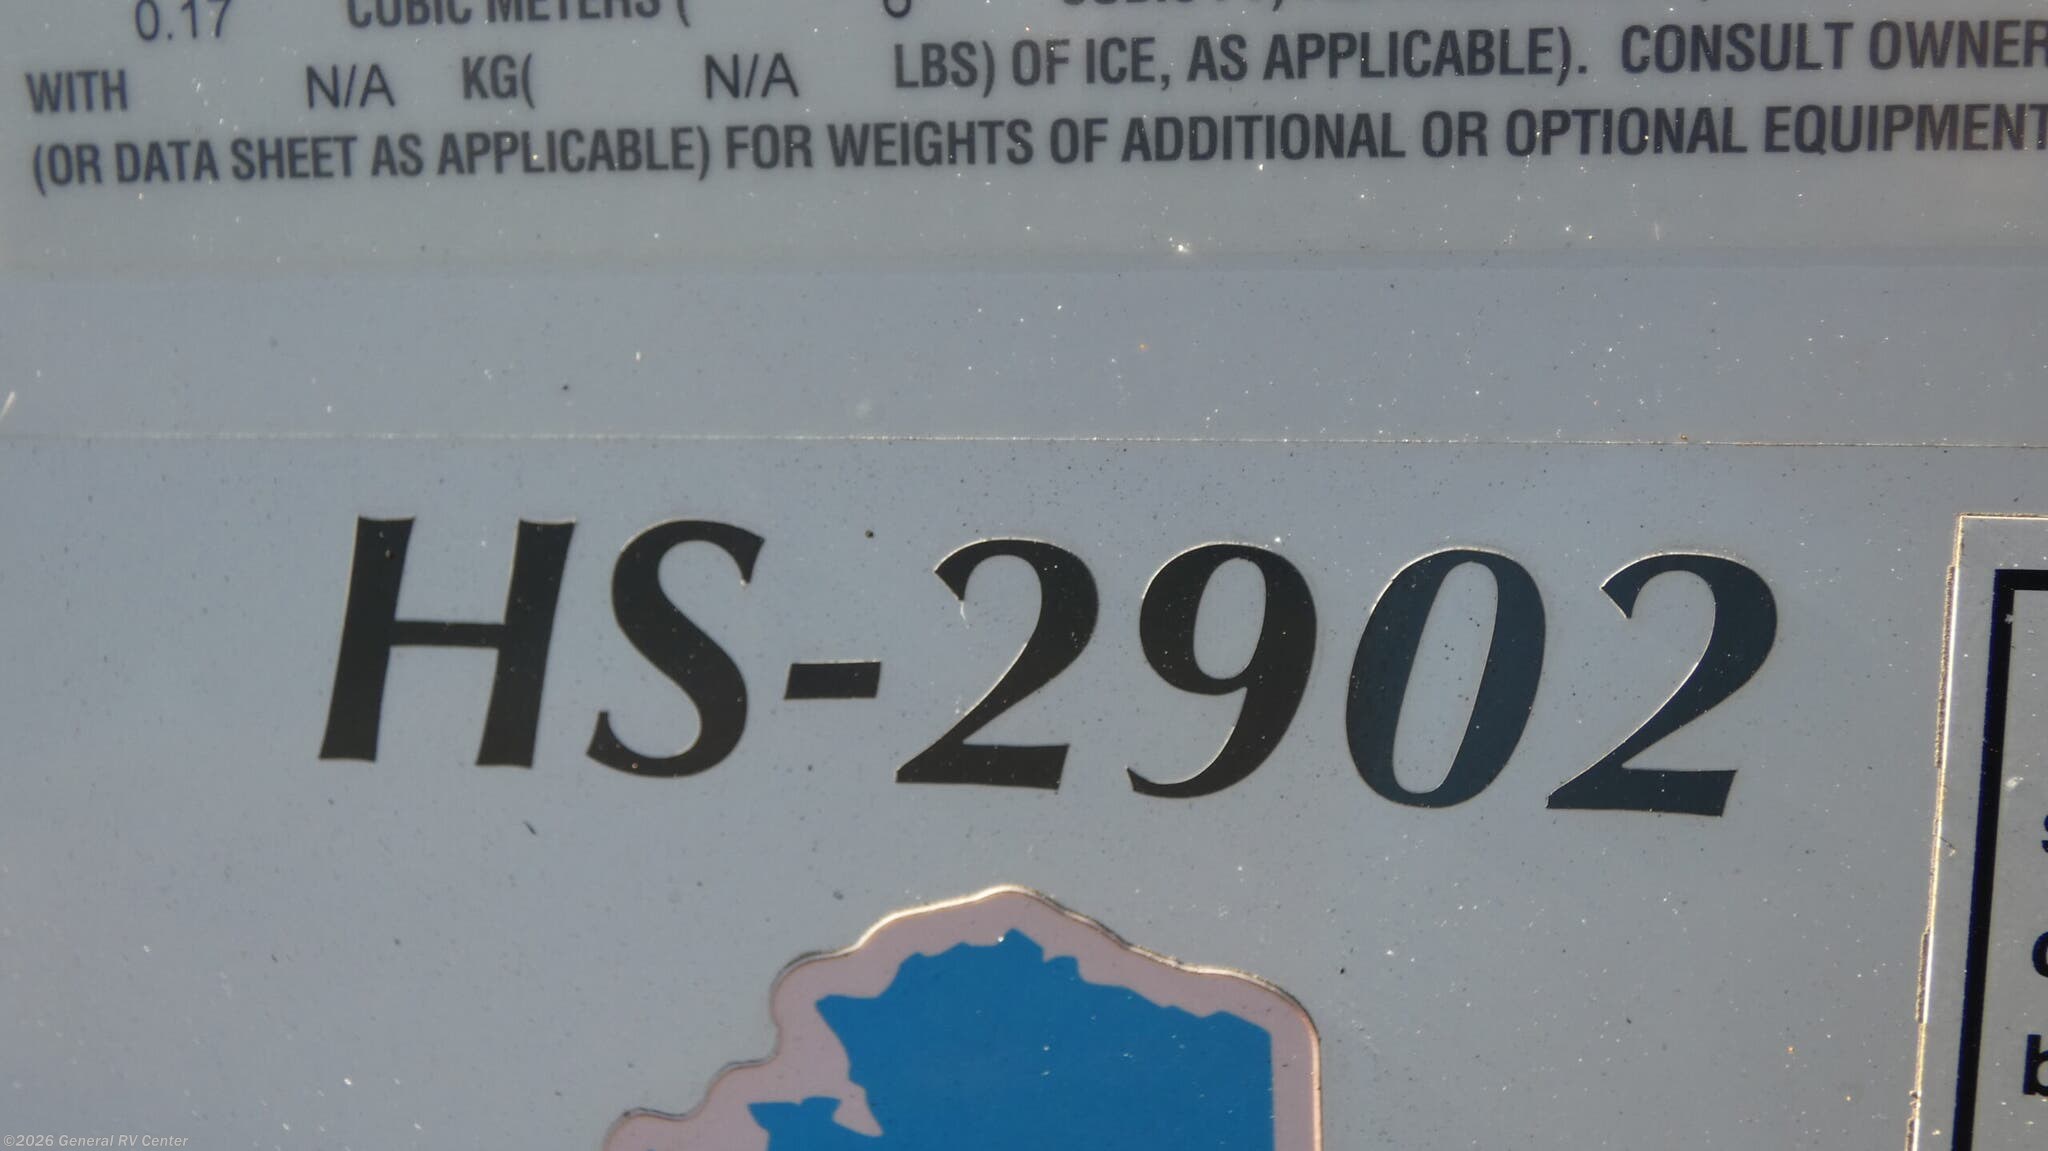 0.17 CUBIC METERS ( 6
WITH N/A KG( N/A LBS) OF ICE, AS APPLICABLE). CONSULT OWNER
(OR DATA SHEET AS APPLICABLE) FOR WEIGHTS OF ADDITIONAL OR OPTIONAL EQUIPMENT
HS-2902
b
©2026 General RV Center